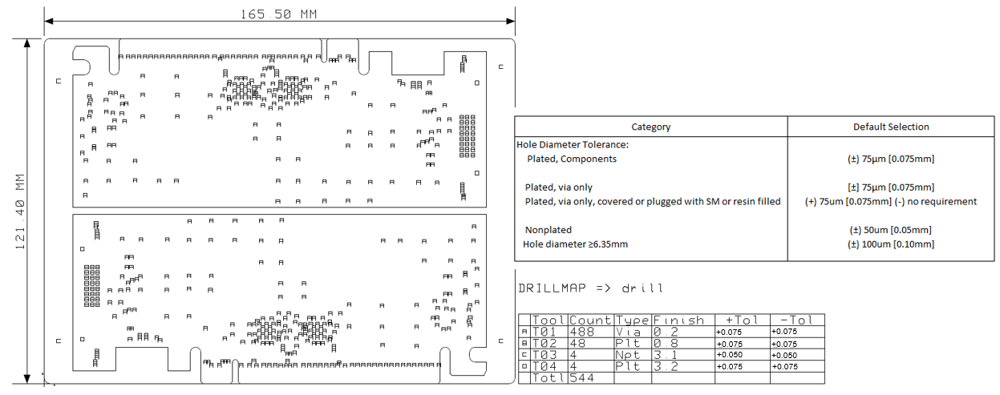 165.50 MM
121.40 MM
Category Default Selection
Hole Diameter Tolerance:
Plated, Components (±) 75µm [0.075mm]
Plated, via only [±] 75µm [0.075mm]
Plated, via only, covered or plugged with SM or resin filled (+) 75um [0.075mm] (-) no requirement
Nonplated (±) 50um [0.05mm]
Hole diameter ≥6.35mm (±) 100um [0.10mm]
DRILLMAP => drill
Tool Count Type Finish +Tol -Tol
A T01 488 Via 0.2 +0.075 +0.075
B T02 48 Plt 0.8 +0.075 +0.075
C T03 4 Npt 3.1 +0.050 +0.050
D T04 4 Plt 3.2 +0.075 +0.075
Totl 544